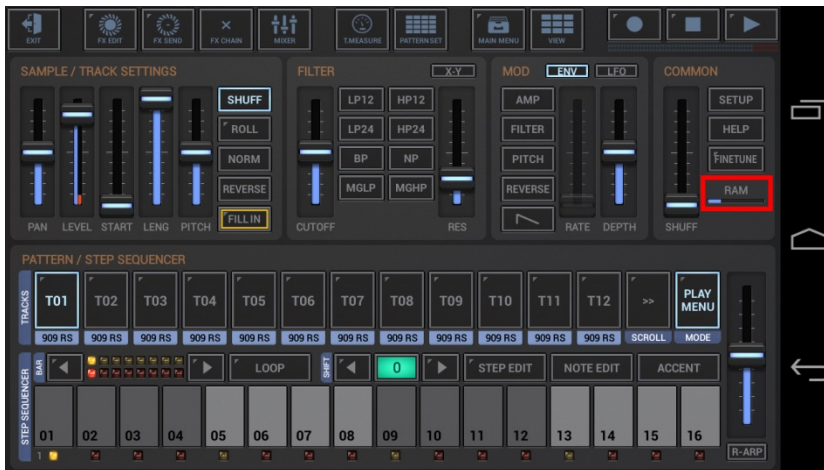 EXIT FX EDIT FX SEND FX CHAIN MIXER T.MEASURE PATTERN SET MAIN MENU VIEW
SAMPLE / TRACK SETTINGS FILTER X-Y MOD ENV LFO COMMON
SHUFF LP12 HP12 AMP SETUP
ROLL LP24 HP24 FILTER HELP
NORM BP NP PITCH FINETUNE
REVERSE MGLP MGHP REVERSE RAM
FILL IN
PAN LEVEL START LENG PITCH CUTOFF RES RATE DEPTH SHUFF
PATTERN / STEP SEQUENCER
TRACKS T01 T02 T03 T04 T05 T06 T07 T08 T09 T10 T11 T12 >> PLAY MENU
909 RS 909 RS 909 RS 909 RS 909 RS 909 RS 909 RS 909 RS 909 RS 909 RS 909 RS 909 RS SCROLL MODE
BAR LOOP SHIFT 0 STEP EDIT NOTE EDIT ACCENT
STEP SEQUENCER 01 02 03 04 05 06 07 08 09 10 11 12 13 14 15 16
1 R-ARP